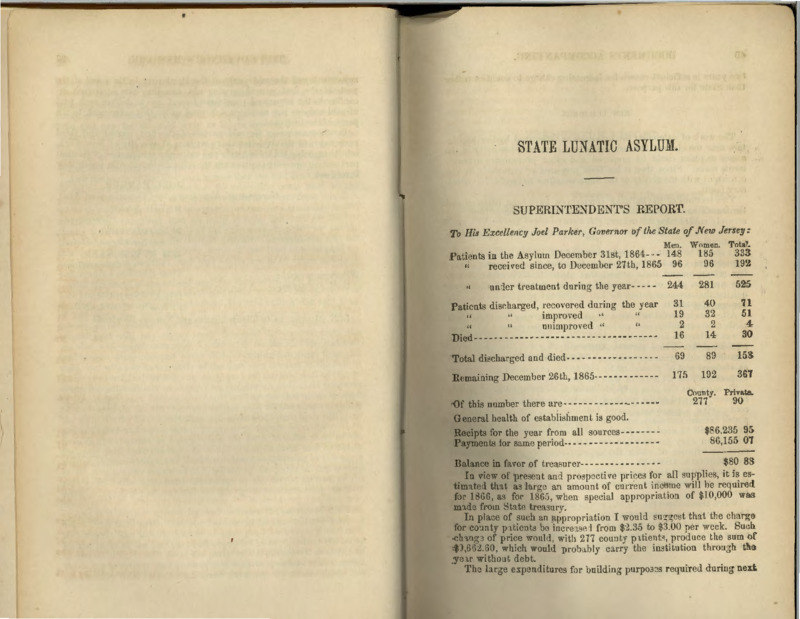 STATE LUNATIC ASYLUM.
SUPERINTENDENT'S REPORT.
To His Excellency Joel Parker, Governor of the State of New Jersey:
Men. Women. Total.
Patients in the Asylum December 31st, 1864--- 148 185 333
" received since, to December 27th, 1865 96 96 192
" under treatment during the year----- 244 281 525
Patients discharged, recovered during the year 31 40 71
" " improved " " 19 32 51
" " unimproved " " 2 2 4
Died----------------------------------- 16 14 30
Total discharged and died------------------ 69 89 158
Remaining December 26th, 1865------------- 175 192 367
County. Private.
Of this number there are------------------- 277 90
General health of establishment is good.
Recipts for the year from all sources-------- $86,235 95
Payments for same period------------------- 86,155 07
Balance in favor of treasurer---------------- $80 88
In view of present and prospective prices for all supplies, it is es-
timated that as large an amount of current income will be required
for 1866, as for 1865, when special appropriation of $10,000 was
made from State treasury.
In place of such an appropriation I would suggest that the charge
for county patients be increased from $2.35 to $3.00 per week. Such
change of price would, with 277 county patients, produce the sum of
which would probably carry the institution through the
year without debt.
The large expenditures for building purposes required during next